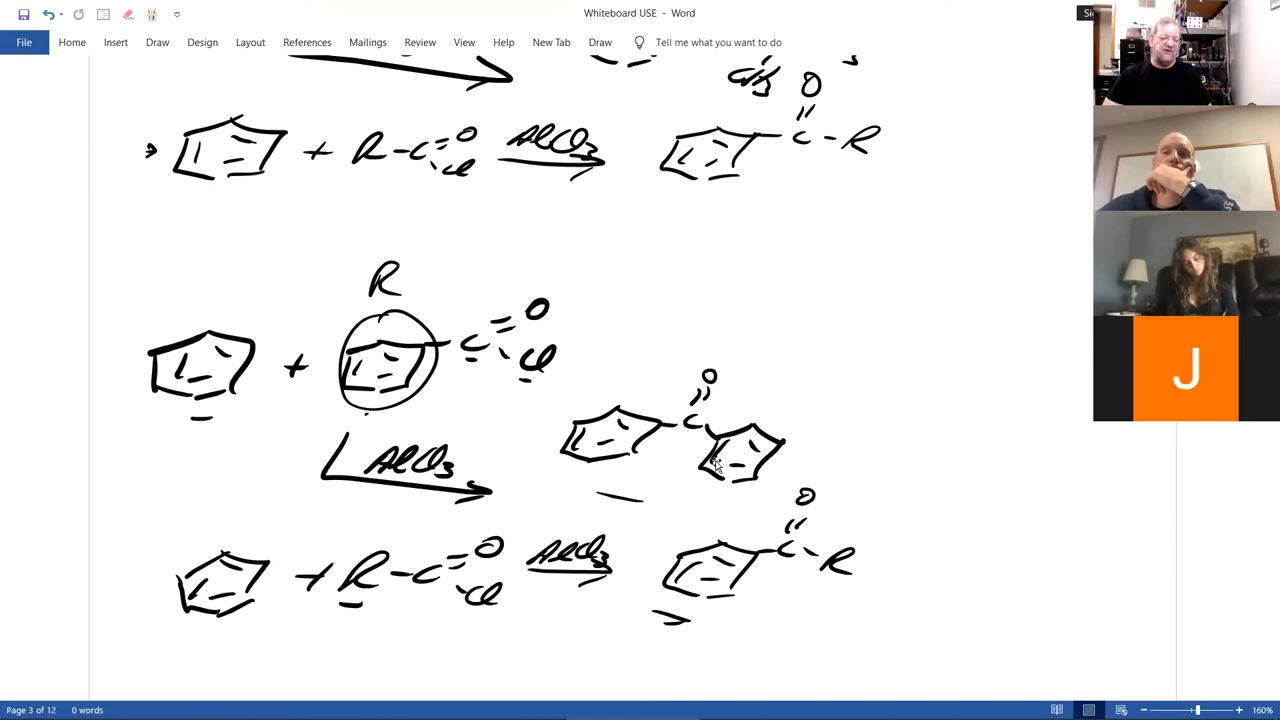 Whiteboard USE - Word
File Home Insert Draw Design Layout References Mailings Review View Help New Tab Draw Tell me what you want to do
CH3 O
+ R-C=O AlCl3 C-R
Cl
R
+ C=O
Cl
O
AlCl3 C
O
+ R-C=O AlCl3 C-R
Cl
J
Page 3 of 12 0 words 160%